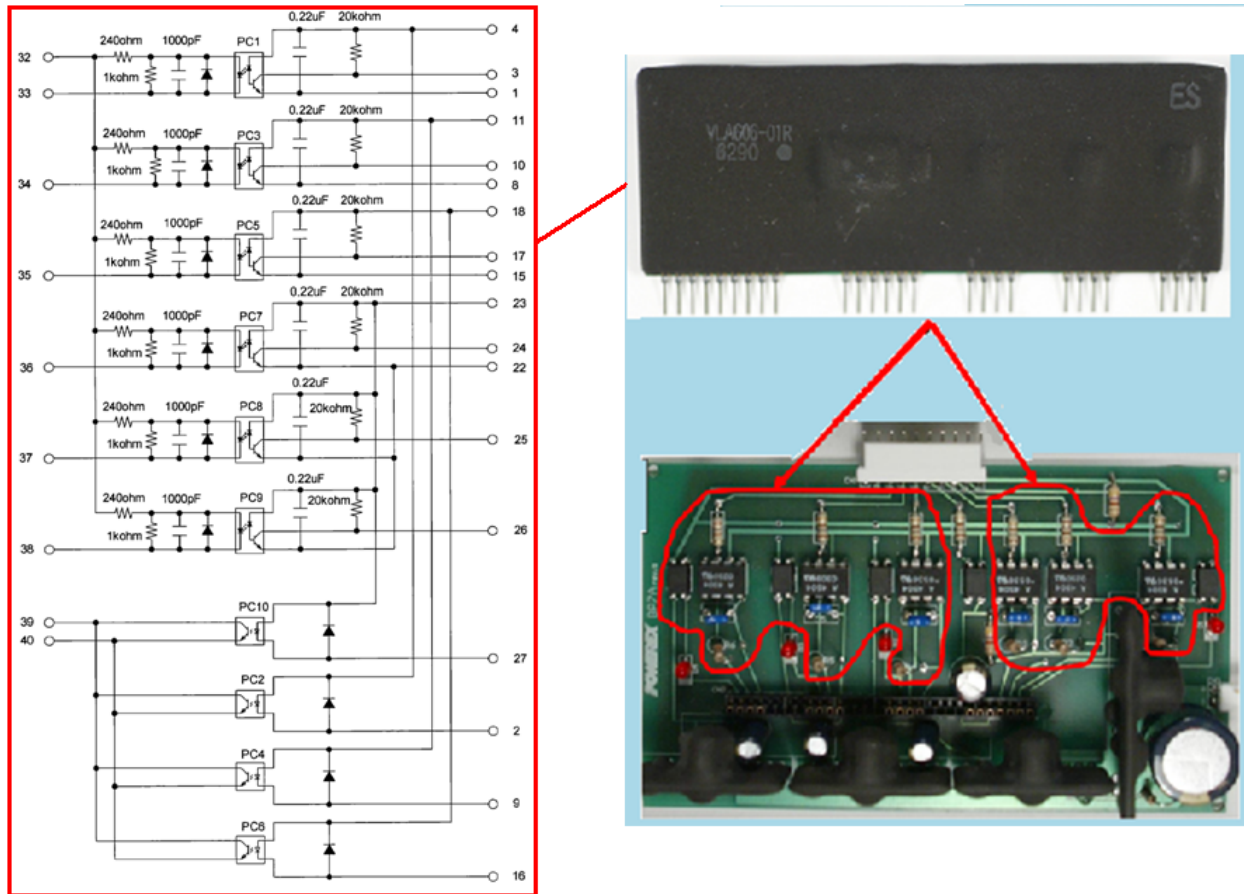 0.22uF 20kohm
4
240ohm 1000pF PC1
32
1kohm
3
33
1
0.22uF 20kohm
11
240ohm 1000pF PC3
10
1kohm
34
8
0.22uF 20kohm
18
240ohm 1000pF PC5
17
1kohm
35
15
0.22uF 20kohm
23
240ohm 1000pF PC7
24
1kohm
36
22
0.22uF
240ohm 1000pF PC8
20kohm
25
1kohm
37
0.22uF
240ohm 1000pF PC9
20kohm
26
1kohm
38
PC10
39
40
27
PC2
2
PC4
9
PC6
16
ES
VLA606-01R
8290
POWEREX